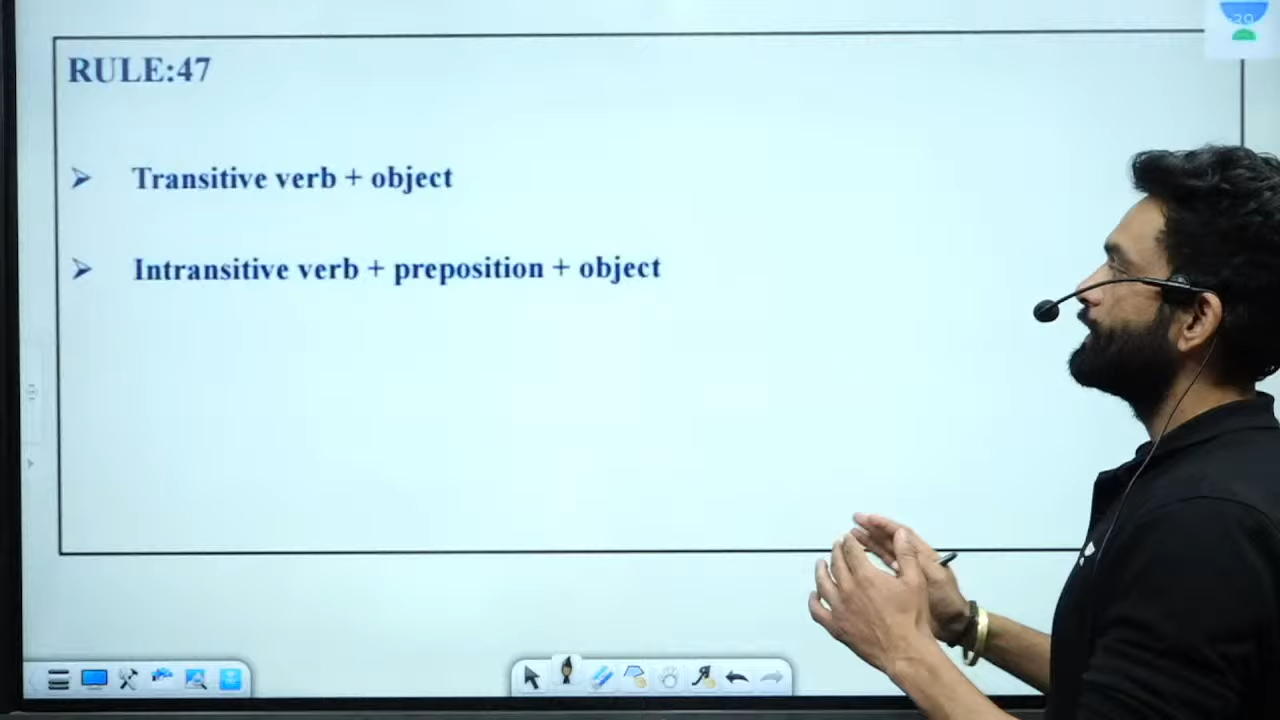 RULE:47
➢ Transitive verb + object
➢ Intransitive verb + preposition + object